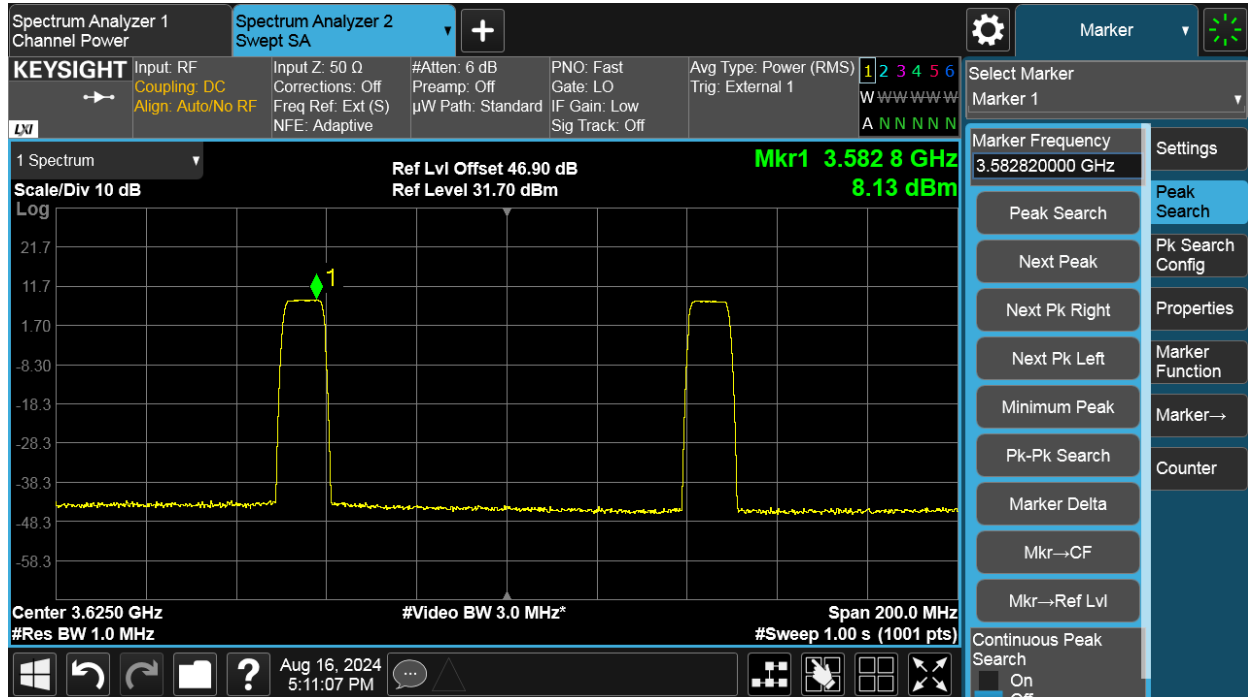 Spectrum Analyzer 1
Channel Power
Spectrum Analyzer 2
Swept SA
Marker
KEYSIGHT
LXI
Input: RF
Coupling: DC
Align: Auto/No RF
Input Z: 50 Ω
Corrections: Off
Freq Ref: Ext (S)
NFE: Adaptive
#Atten: 6 dB
Preamp: Off
µW Path: Standard
PNO: Fast
Gate: LO
IF Gain: Low
Sig Track: Off
Avg Type: Power (RMS)
Trig: External 1
1 2 3 4 5 6
W W W W W W
A N N N N N
Select Marker
Marker 1
1 Spectrum
Scale/Div 10 dB
Log
Ref Lvl Offset 46.90 dB
Ref Level 31.70 dBm
Mkr1 3.582 8 GHz
8.13 dBm
21.7
11.7
1.70
-8.30
-18.3
-28.3
-38.3
-48.3
-58.3
1
Center 3.6250 GHz
#Res BW 1.0 MHz
#Video BW 3.0 MHz*
Span 200.0 MHz
#Sweep 1.00 s (1001 pts)
Marker Frequency
3.582820000 GHz
Peak Search
Next Peak
Next Pk Right
Next Pk Left
Minimum Peak
Pk-Pk Search
Marker Delta
Mkr→CF
Mkr→Ref Lvl
Continuous Peak
Search
On
Off
Settings
Peak
Search
Pk Search
Config
Properties
Marker
Function
Marker→
Counter
?
Aug 16, 2024
5:11:07 PM